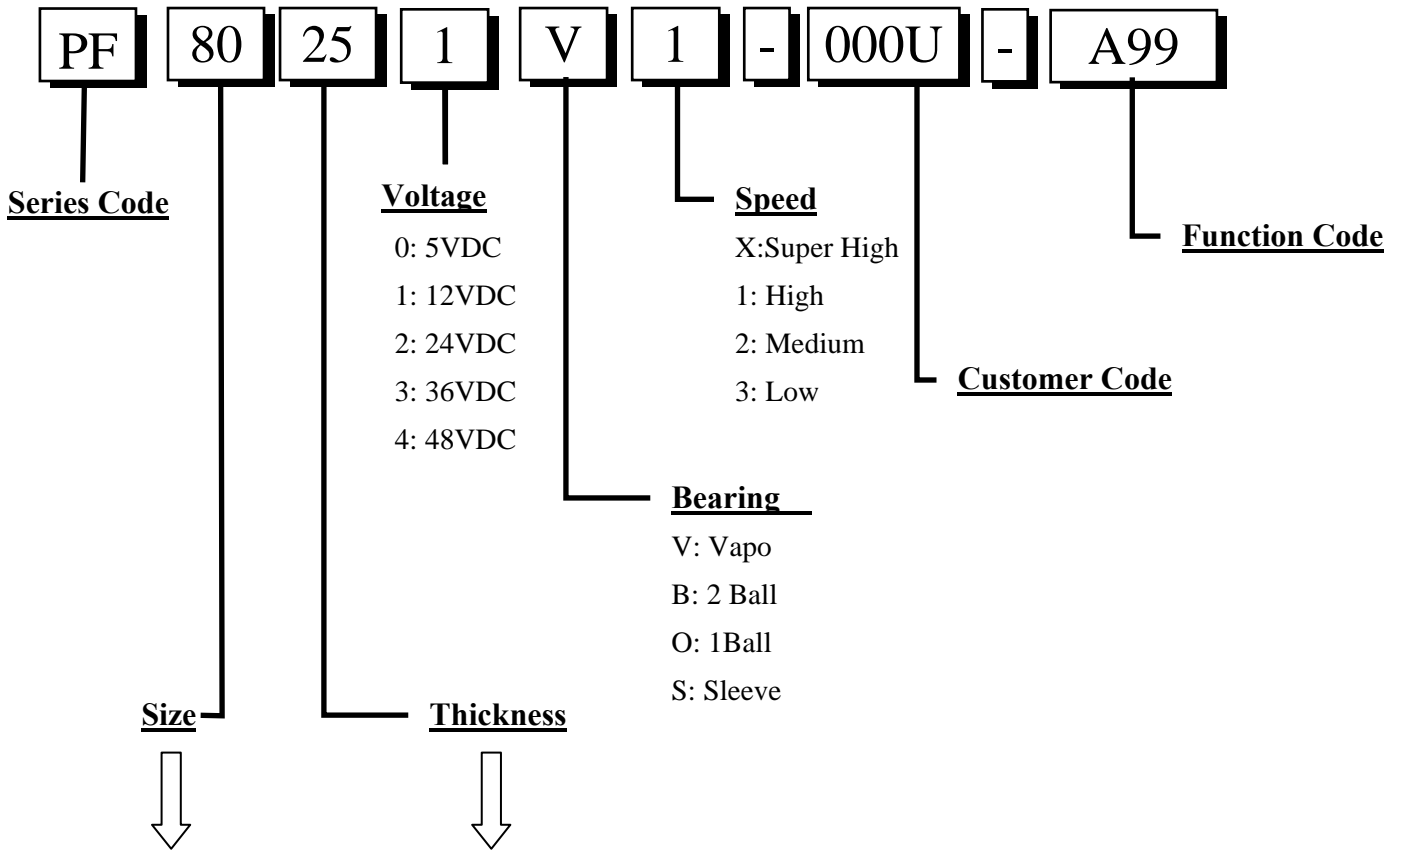 PF 80 25 1 V 1 - 000U - A99
Series Code
Voltage
0: 5VDC
1: 12VDC
2: 24VDC
3: 36VDC
4: 48VDC
Speed
X:Super High
1: High
2: Medium
3: Low
Function Code
Customer Code
Bearing
V: Vapo
B: 2 Ball
O: 1Ball
S: Sleeve
Size
Thickness